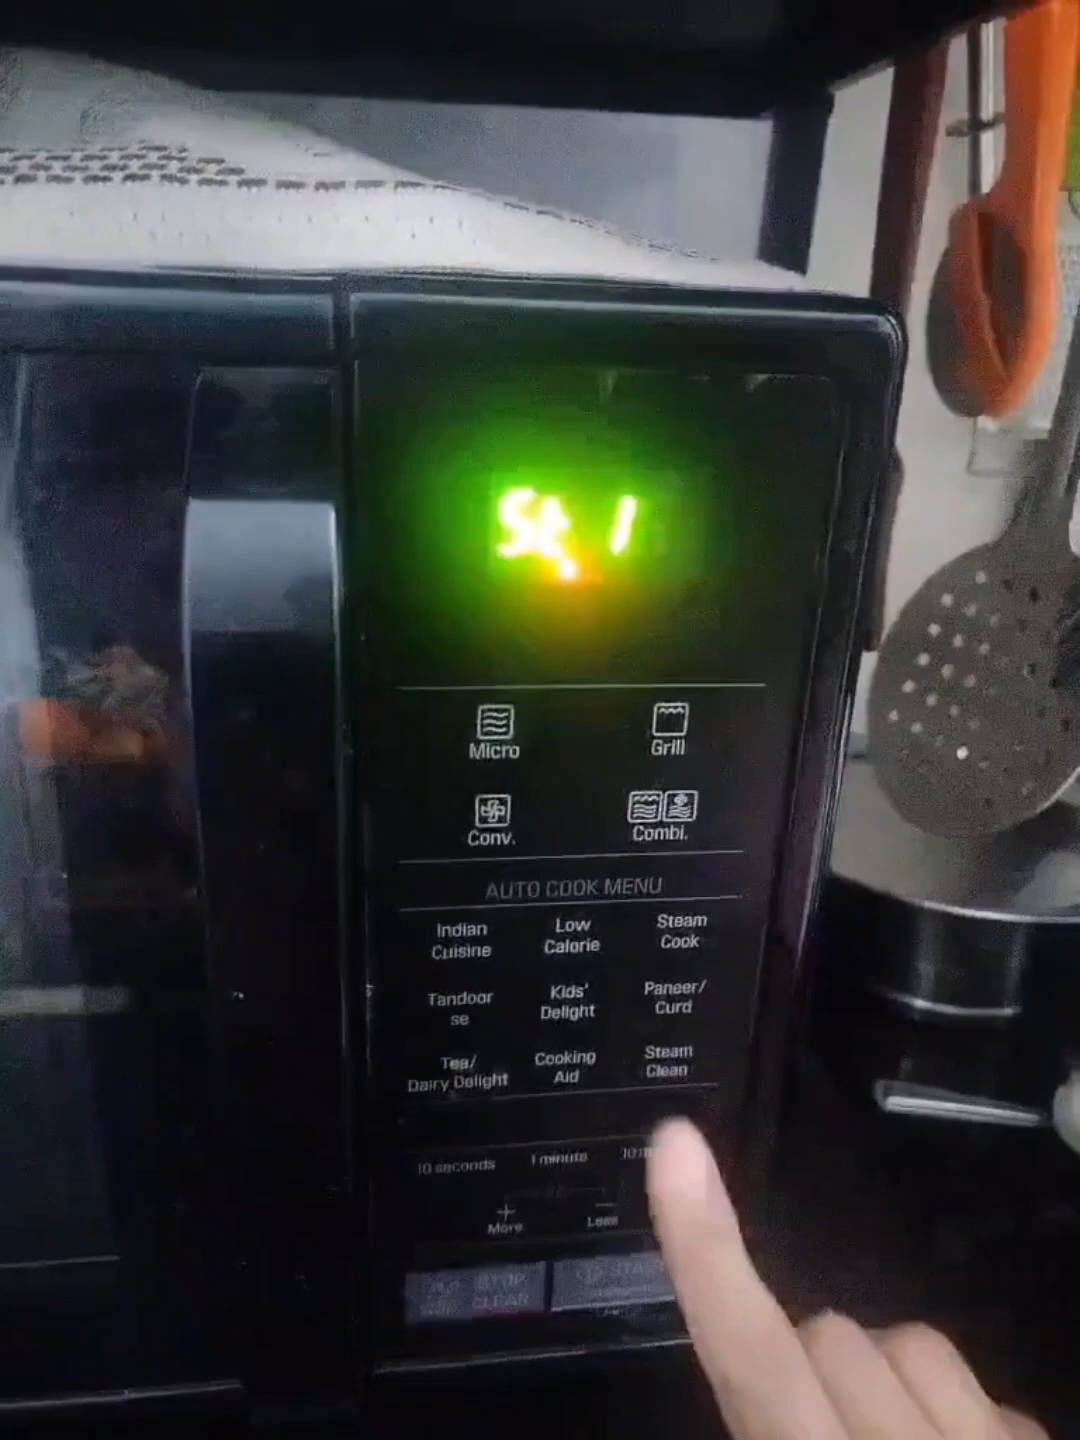 St 1
Micro
Grill
Conv.
Combi.
AUTO COOK MENU
Indian
Cuisine
Low
Calorie
Steam
Cook
Tandoor
se
Kids'
Delight
Paneer/
Curd
Tea/
Dairy Delight
Cooking
Aid
Steam
Clean
10 seconds
1 minute
10
+
More
−
Less
STOP
CLEAR